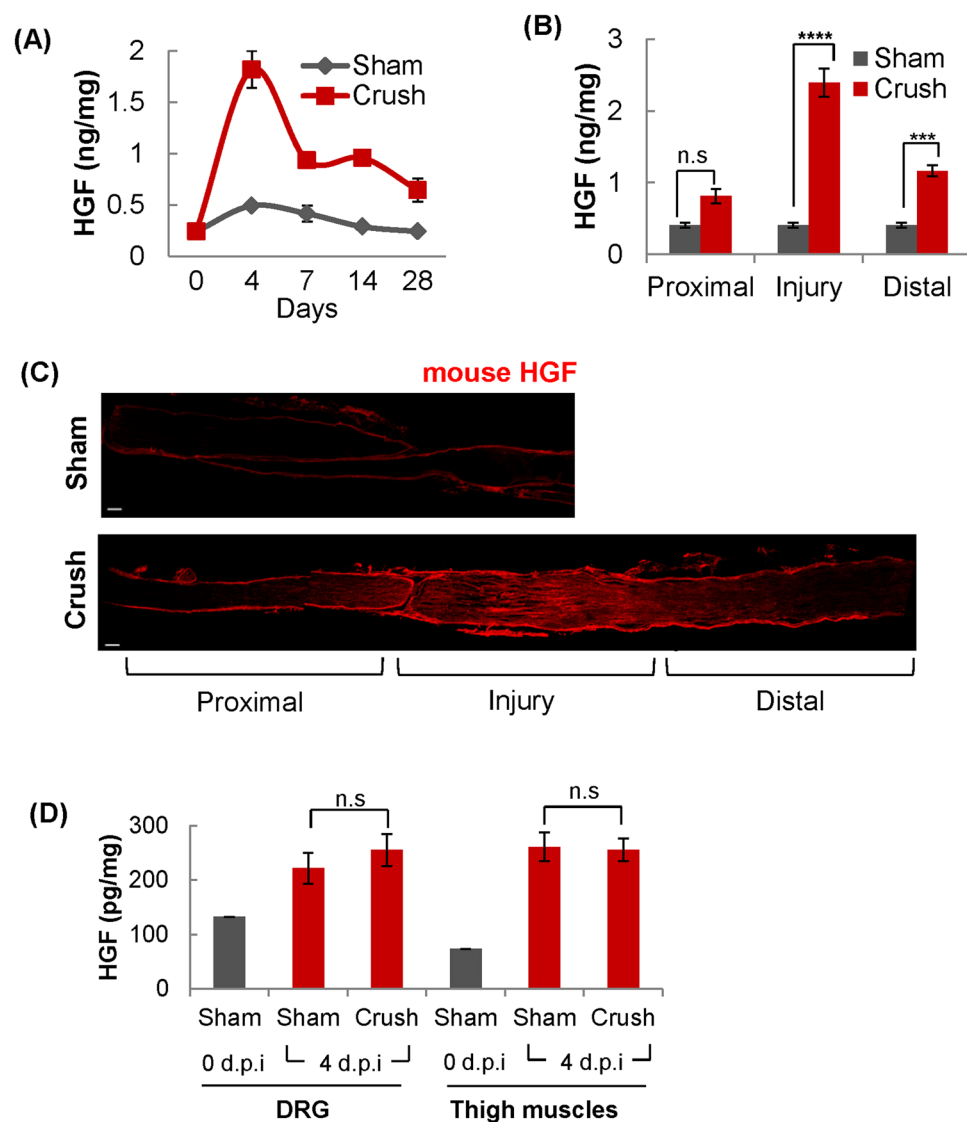 (A)
HGF (ng/mg)
2
1.5
1
0.5
0
Sham
Crush
0 4 7 14 28
Days
(B)
HGF (ng/mg)
3
2
1
0
n.s
****
***
Sham
Crush
Proximal Injury Distal
(C)
mouse HGF
Sham
Crush
Proximal Injury Distal
(D)
HGF (pg/mg)
300
200
100
0
n.s n.s
Sham Sham Crush Sham Sham Crush
0 d.p.i 4 d.p.i 0 d.p.i 4 d.p.i
DRG Thigh muscles